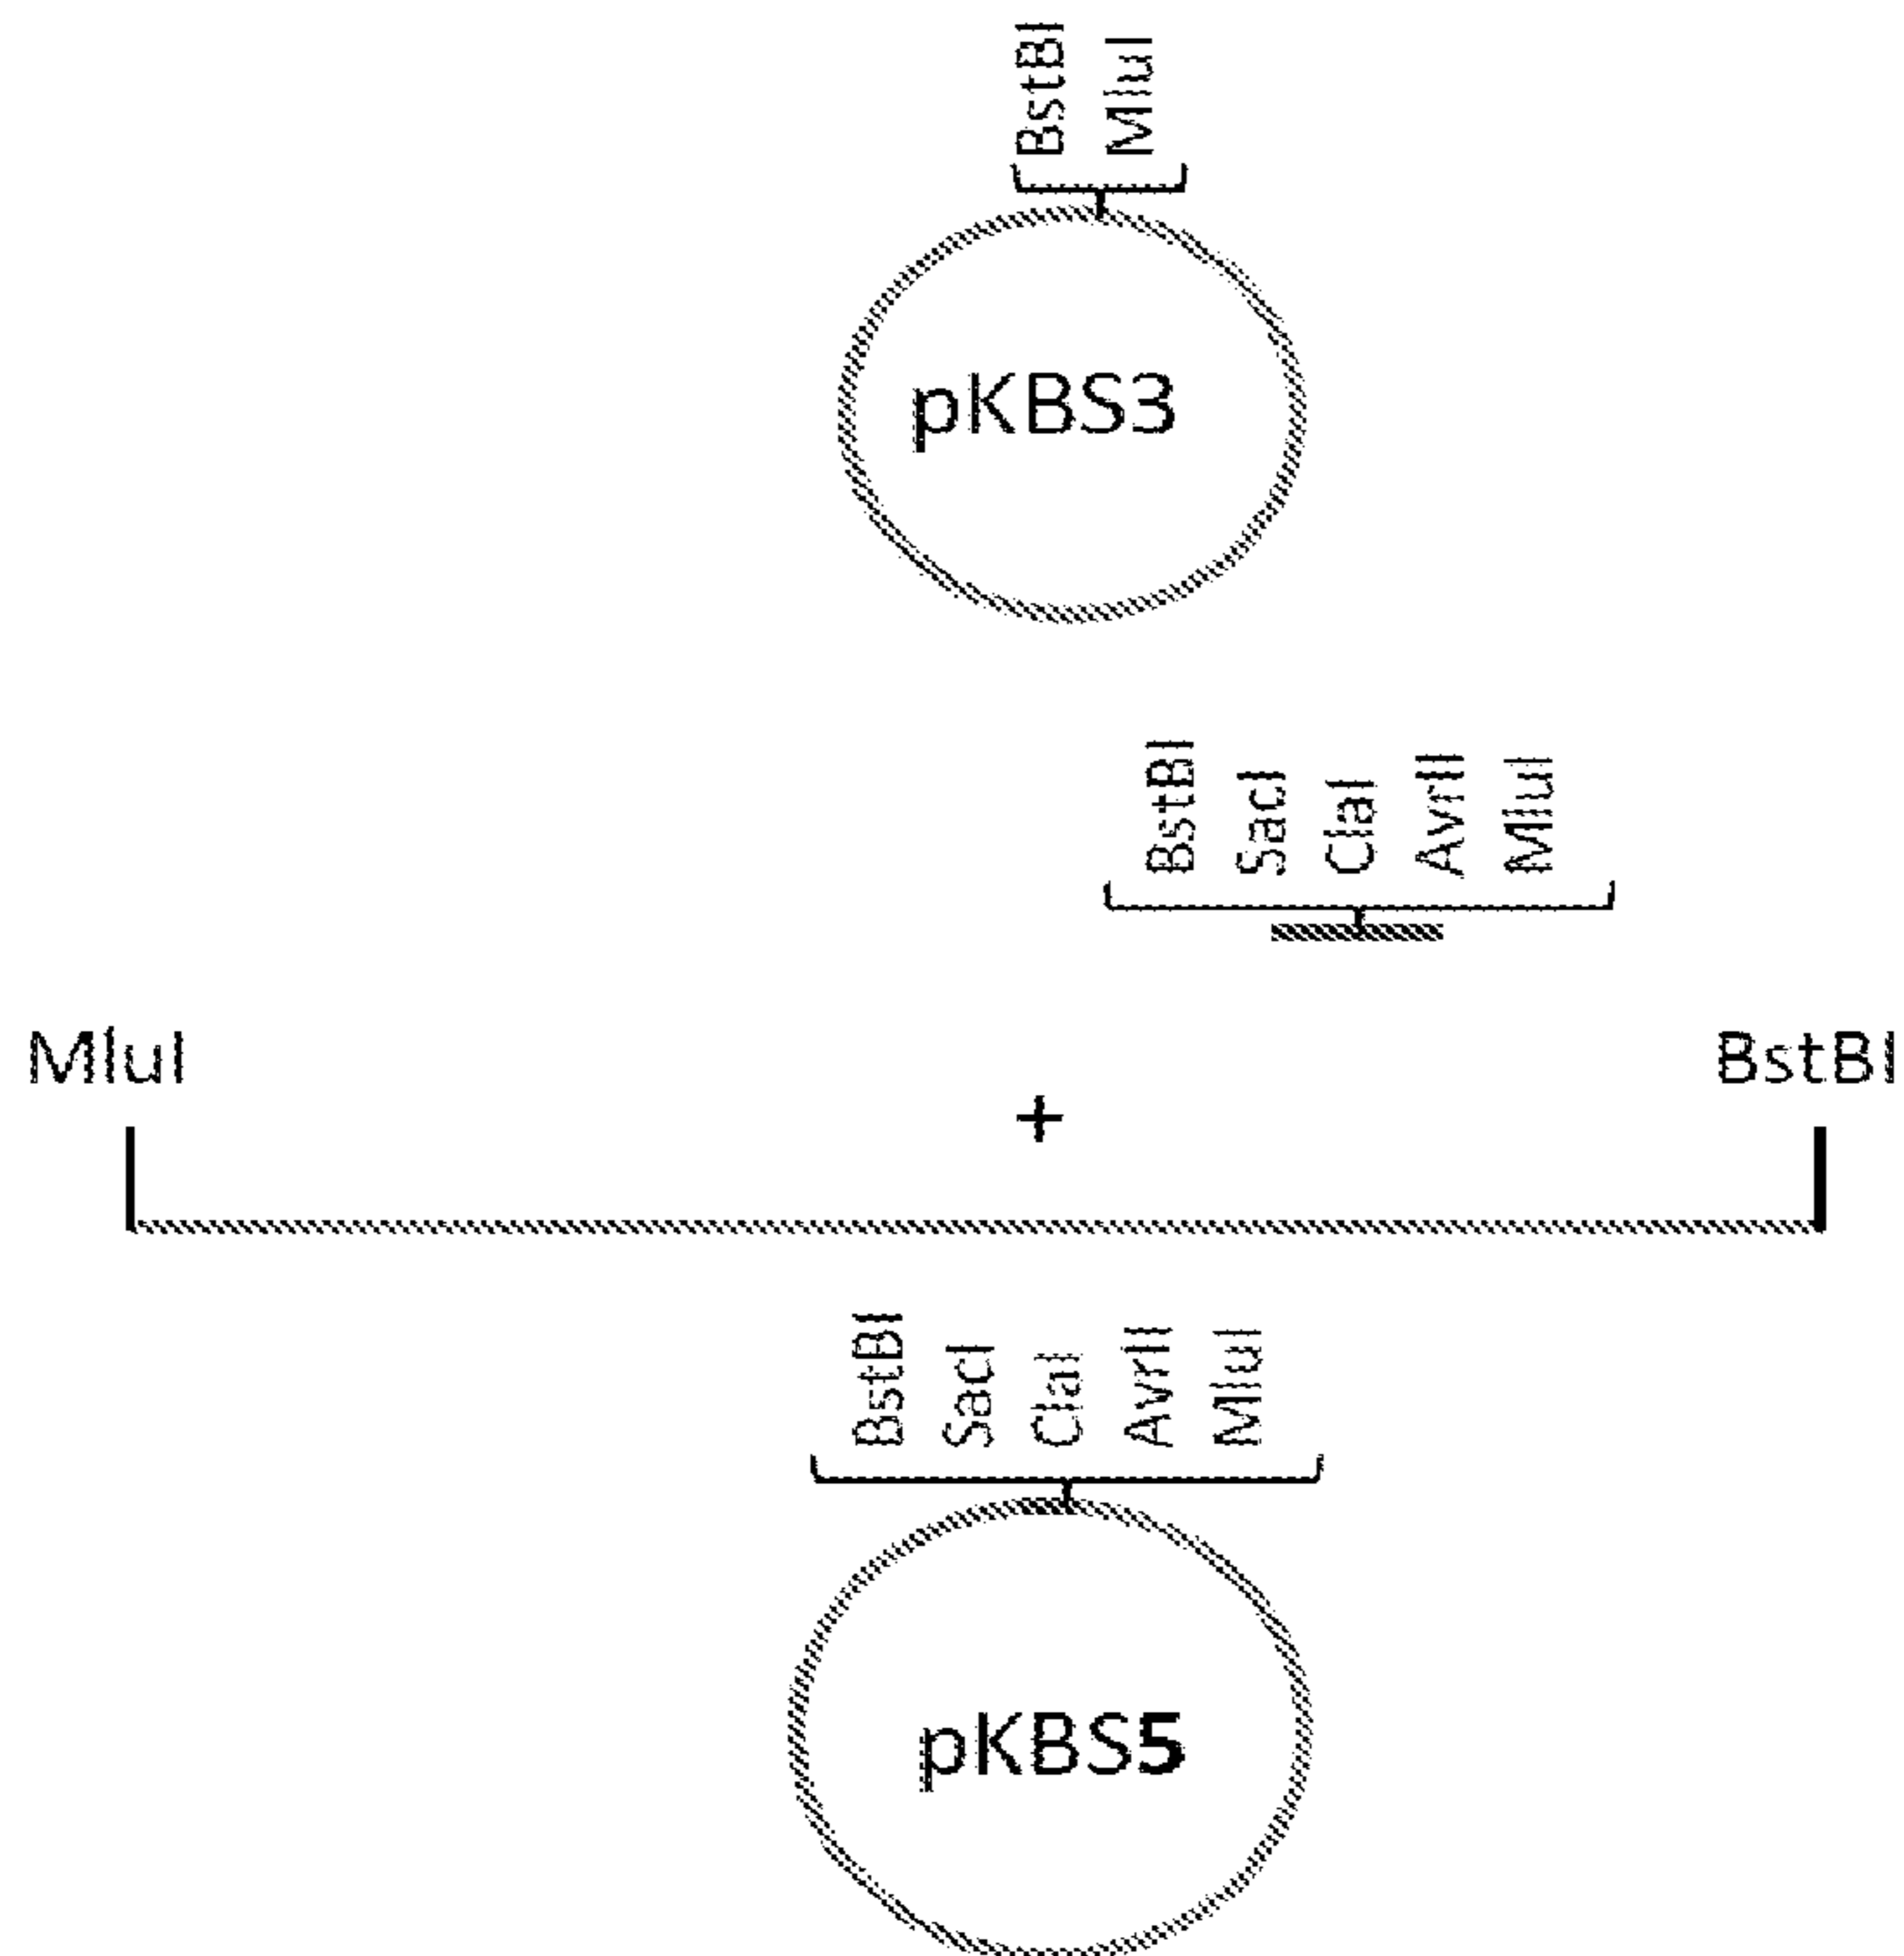 BstBI
MluI
pKBS3
BstBI
SacI
ClaI
AvrII
MluI
MluI
+
BstBI
BstBI
SacI
ClaI
AvrII
MluI
pKBS5